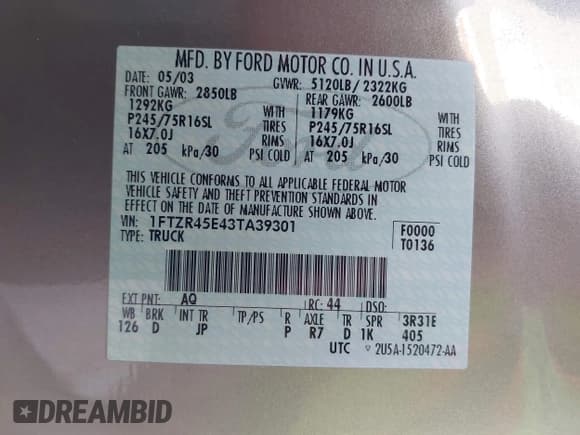 MFD. BY FORD MOTOR CO. IN U.S.A.
DATE: 05/03 GVWR: 5120LB/ 2322KG
FRONT GAWR: 2850LB REAR GAWR: 2600LB
1292KG 1179KG
P245/75R16SL TIRES P245/75R16SL TIRES
16X7.0J RIMS 16X7.0J RIMS
AT 205 kPa/30 PSI COLD AT 205 kPa/30 PSI COLD
Ford
THIS VEHICLE CONFORMS TO ALL APPLICABLE FEDERAL MOTOR
VEHICLE SAFETY AND THEFT PREVENTION STANDARDS IN
EFFECT ON THE DATE OF MANUFACTURE SHOWN ABOVE.
VIN: 1FTZR45E43TA39301 F0000
TYPE: TRUCK T0136
EXT PNT: AQ RC: 44 DSO:
WB BRK INT TR TP/PS R AXLE TR SPR 3R31E
126 D JP P R7 D 1K 405
UTC ▽ 2U5A-1520472-AA
DREAMBID